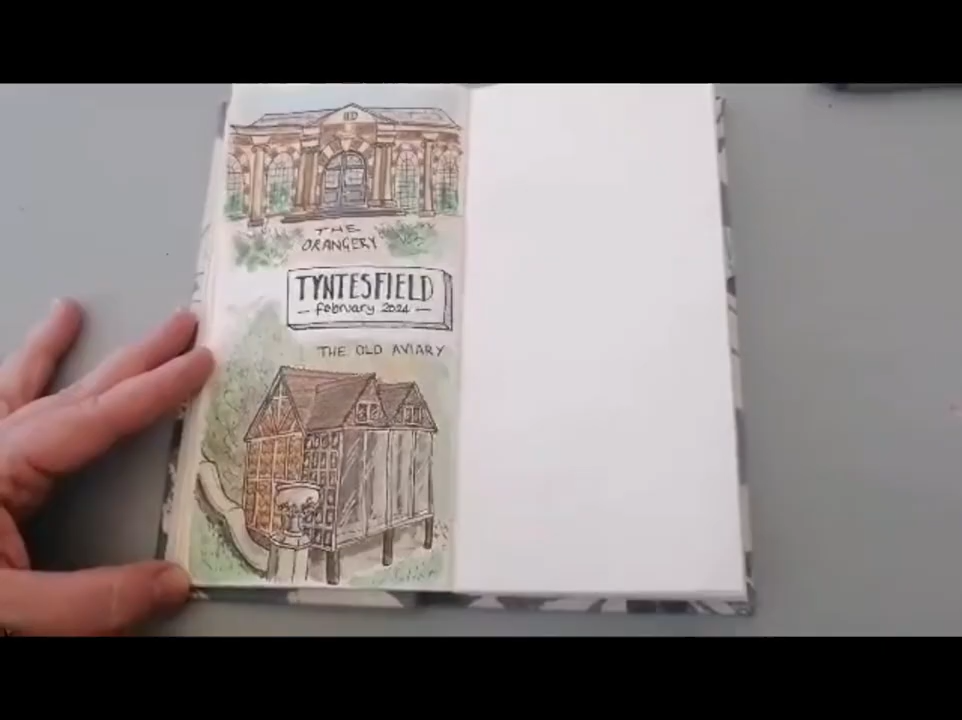 THE
ORANGERY
TYNTESFIELD
— february 2024 —
THE OLD AVIARY